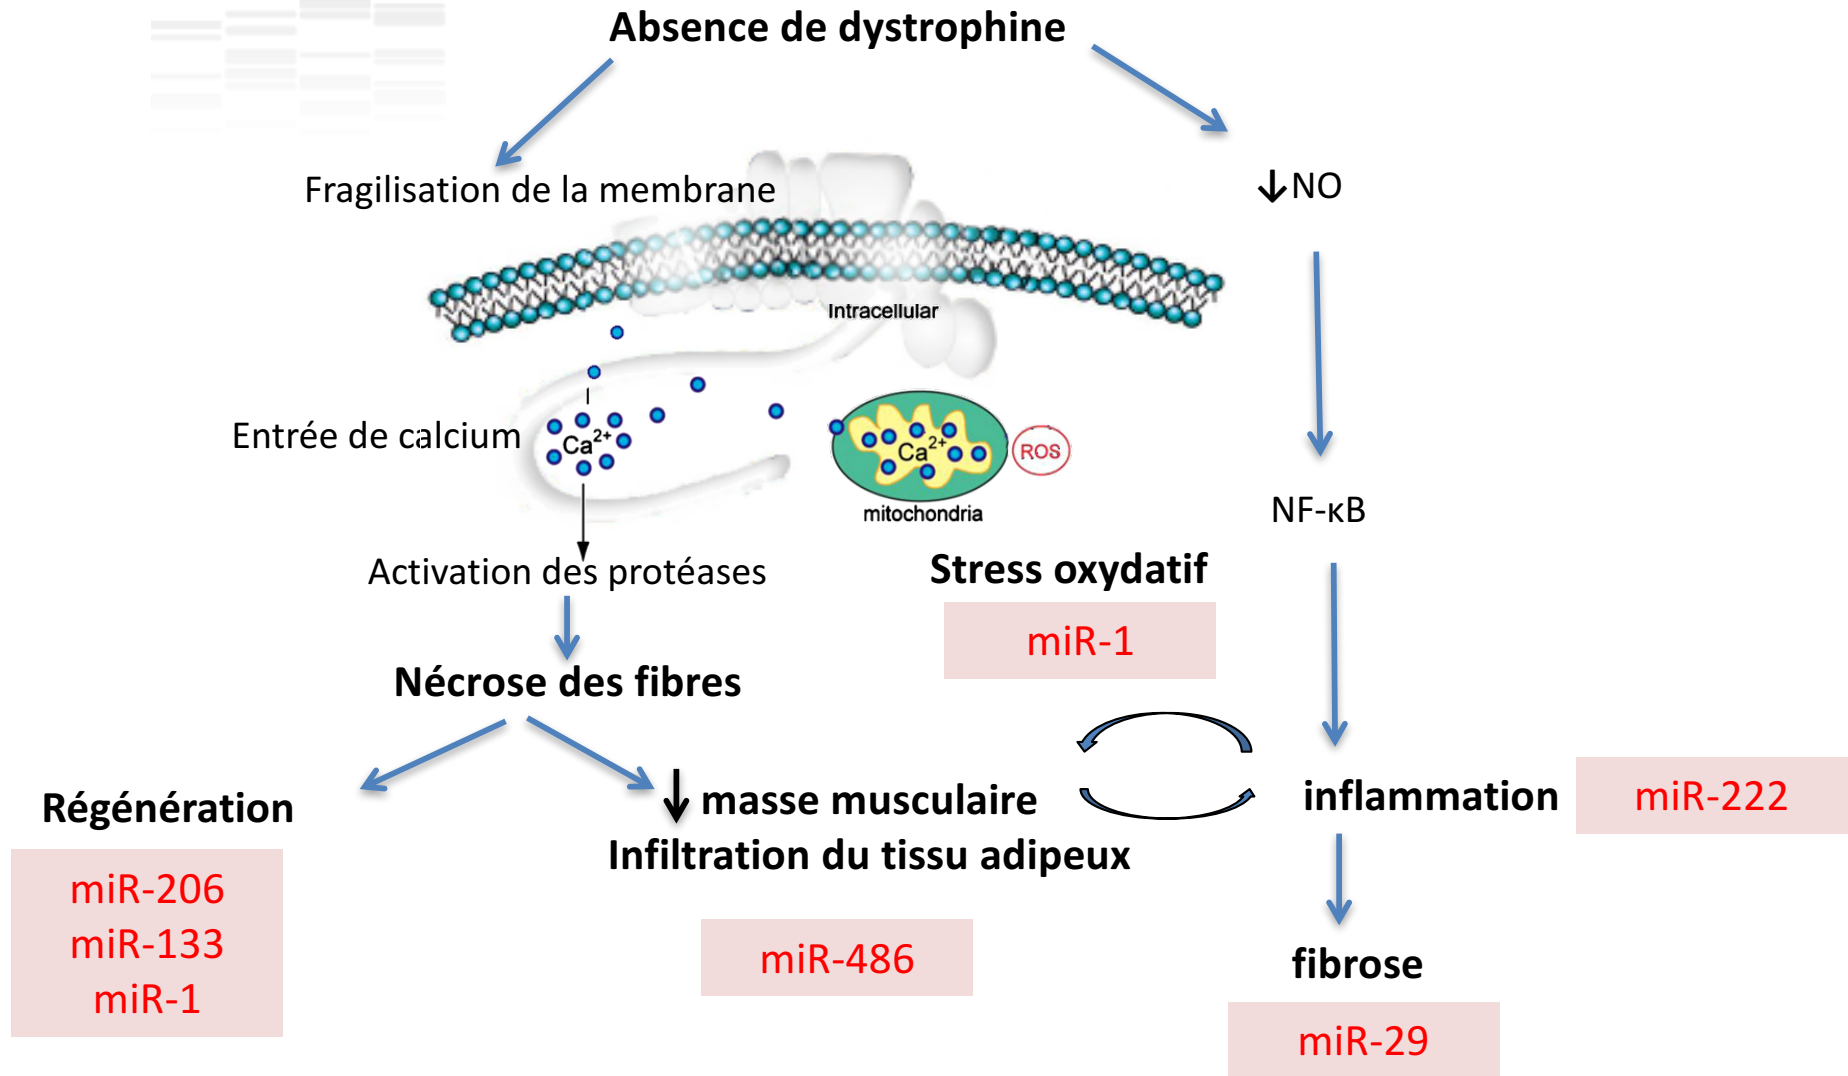 Absence de dystrophine
Fragilisation de la membrane
↓NO
Intracellular
Entrée de calcium
Ca²⁺
Ca²⁺
ROS
mitochondria
NF-κB
Activation des protéases
Stress oxydatif
miR-1
Nécrose des fibres
Régénération
↓ masse musculaire
Infiltration du tissu adipeux
inflammation
miR-222
miR-206
miR-133
miR-1
miR-486
fibrose
miR-29